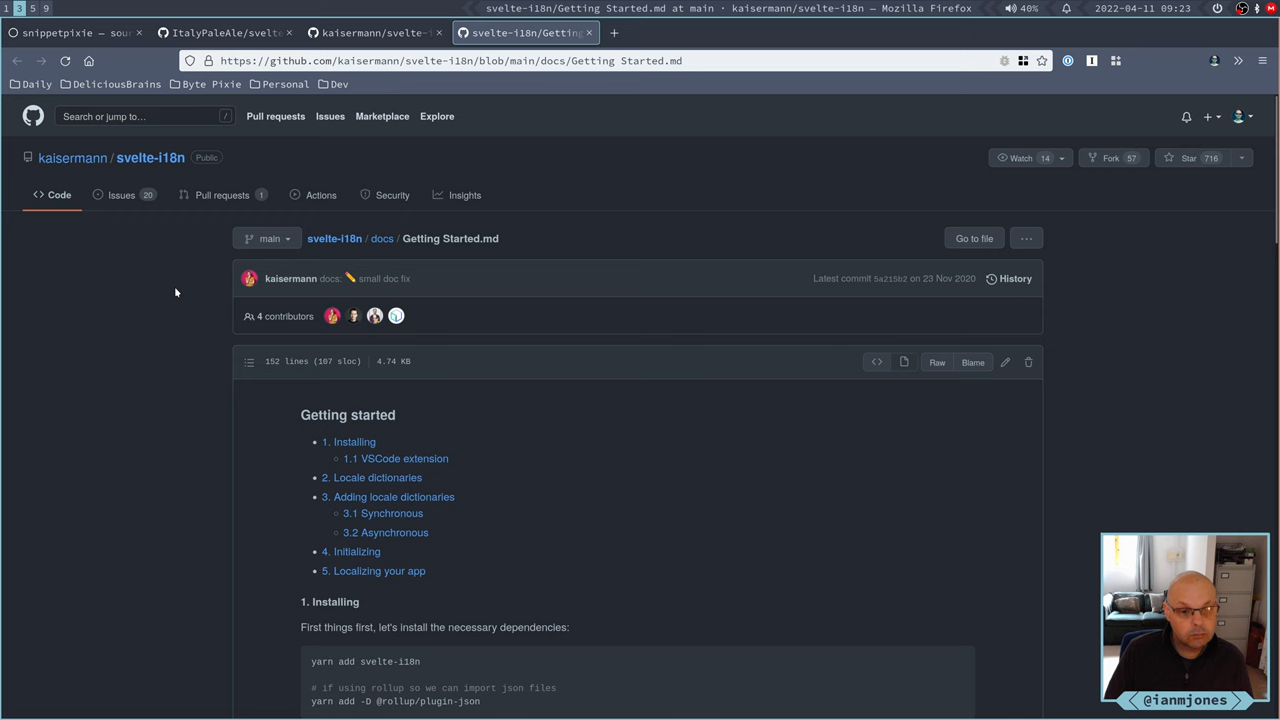 1 3 5 9
svelte-i18n/Getting Started.md at main · kaisermann/svelte-i18n — Mozilla Firefox
40%
2022-04-11 09:23
snippetpixie — sour
ItalyPaleAle/svelte-
kaisermann/svelte-i
svelte-i18n/Getting
https://github.com/kaisermann/svelte-i18n/blob/main/docs/Getting Started.md
Daily
DeliciousBrains
Byte Pixie
Personal
Dev
Search or jump to…
/
Pull requests
Issues
Marketplace
Explore
kaisermann / svelte-i18n
Public
Watch 14
Fork 57
Star 716
Code
Issues 20
Pull requests 1
Actions
Security
Insights
main
svelte-i18n / docs / Getting Started.md
Go to file
kaisermann docs: ✏️ small doc fix
Latest commit 5a215b2 on 23 Nov 2020
History
4 contributors
152 lines (107 sloc)
4.74 KB
Raw
Blame
Getting started
1. Installing
1.1 VSCode extension
2. Locale dictionaries
3. Adding locale dictionaries
3.1 Synchronous
3.2 Asynchronous
4. Initializing
5. Localizing your app
1. Installing
First things first, let's install the necessary dependencies:
yarn add svelte-i18n
# if using rollup so we can import json files
yarn add -D @rollup/plugin-json
@ianmjones